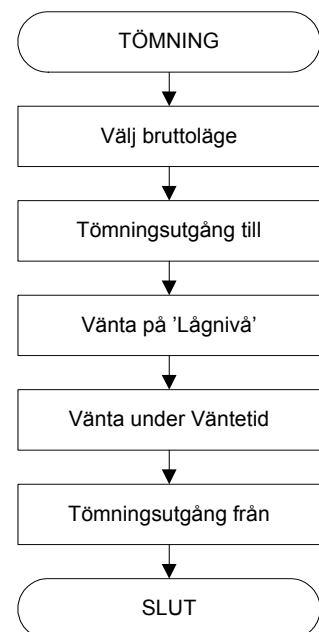 TÖMNING
Välj bruttoläge
Tömningsutgång till
Vänta på ’Lågnivå’
Vänta under Väntetid
Tömningsutgång från
SLUT